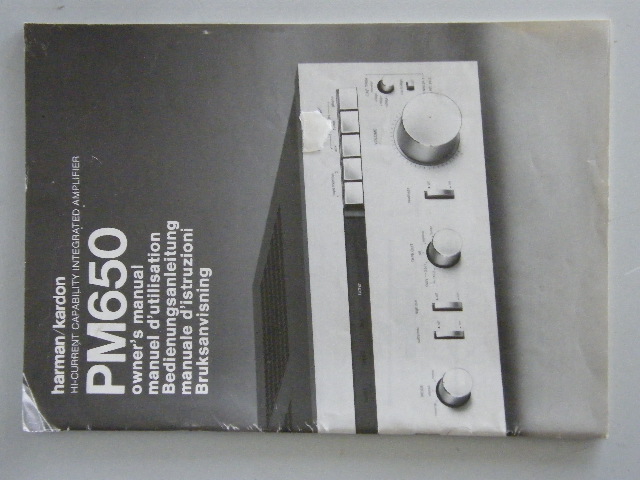 harman/kardon
HI-CURRENT CAPABILITY INTEGRATED AMPLIFIER
PM650
owner's manual
manuel d'utilisation
Bedienungsanleitung
manuale d'istruzioni
Bruksanvisning